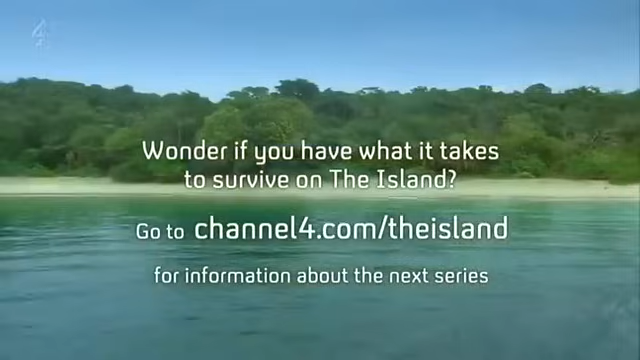 Wonder if you have what it takes
to survive on The Island?
Go to channel4.com/theisland
for information about the next series